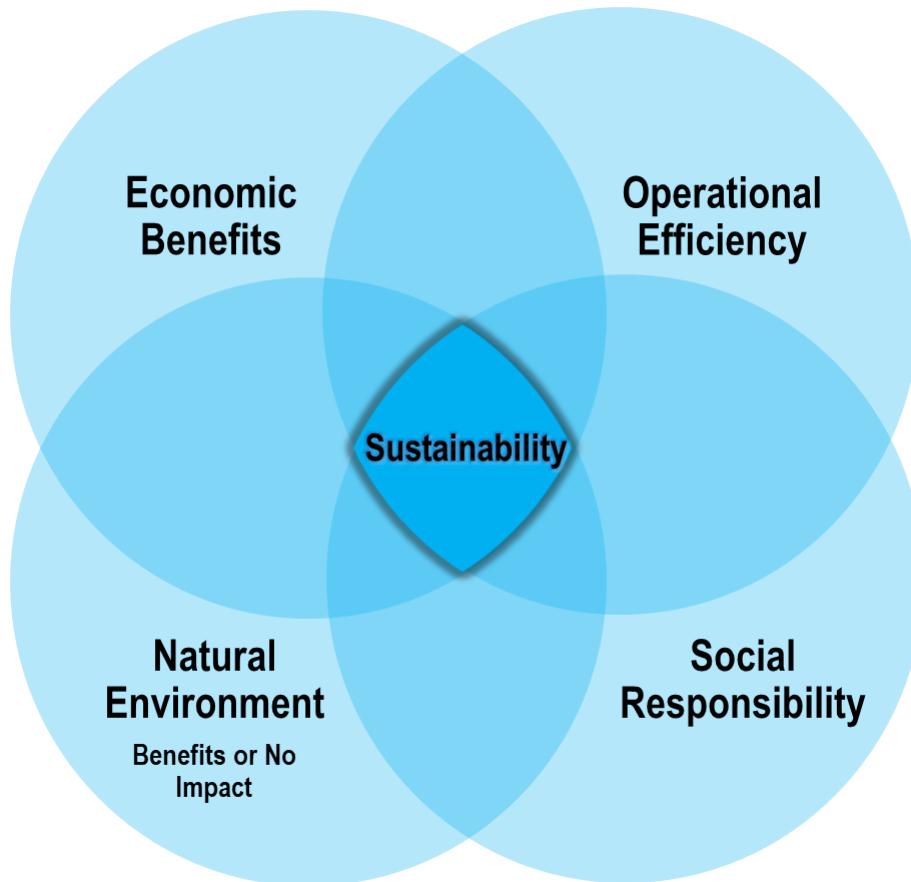 Economic
Benefits
Operational
Efficiency
Sustainability
Natural
Environment
Benefits or No
Impact
Social
Responsibility